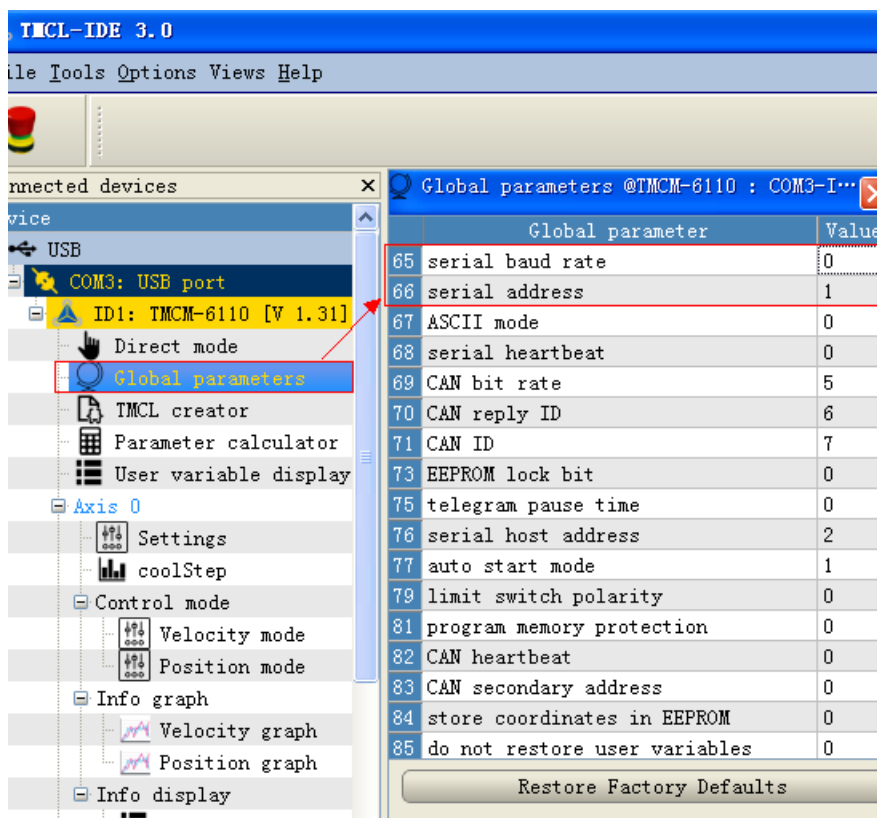 TMCL-IDE 3.0
ile Tools Options Views Help
nnected devices
vice
USB
COM3: USB port
ID1: TMCM-6110 [V 1.31]
Direct mode
Global parameters
TMCL creator
Parameter calculator
User variable display
Axis 0
Settings
coolStep
Control mode
Velocity mode
Position mode
Info graph
Velocity graph
Position graph
Info display
Global parameters @TMCM-6110 : COM3-I...
Global parameter Value
65 serial baud rate 0
66 serial address 1
67 ASCII mode 0
68 serial heartbeat 0
69 CAN bit rate 5
70 CAN reply ID 6
71 CAN ID 7
73 EEPROM lock bit 0
75 telegram pause time 0
76 serial host address 2
77 auto start mode 1
79 limit switch polarity 0
81 program memory protection 0
82 CAN heartbeat 0
83 CAN secondary address 0
84 store coordinates in EEPROM 0
85 do not restore user variables 0
Restore Factory Defaults